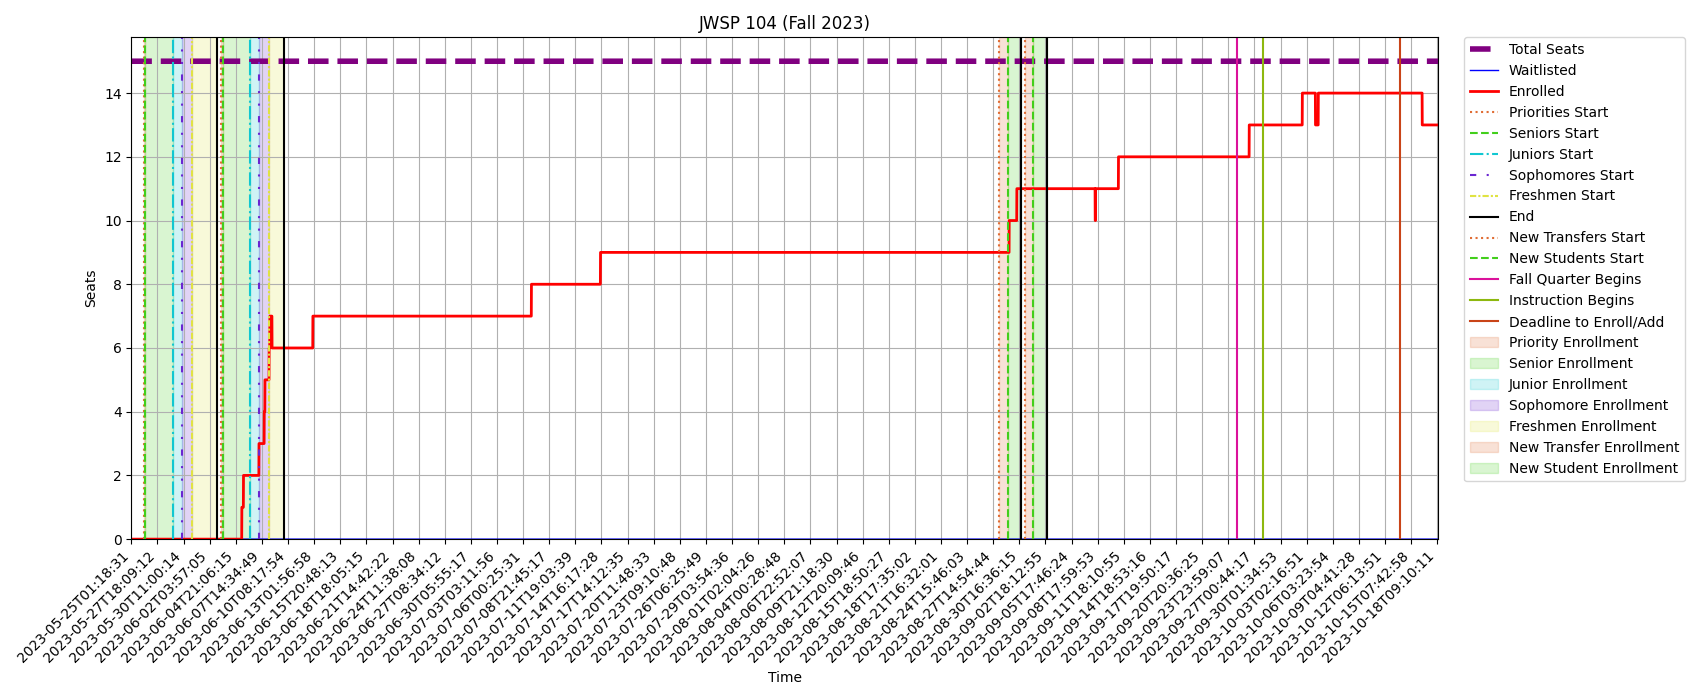 JWSP 104 (Fall 2023)
Seats
14
12
10
8
6
4
2
0
2023-05-25T01:18:31
2023-05-27T18:09:12
2023-05-30T11:00:14
2023-06-02T03:57:05
2023-06-04T21:06:15
2023-06-07T14:34:49
2023-06-10T08:17:54
2023-06-13T01:56:58
2023-06-15T20:48:13
2023-06-18T18:05:15
2023-06-21T14:42:22
2023-06-24T11:38:08
2023-06-27T08:34:12
2023-06-30T05:55:17
2023-07-03T03:11:56
2023-07-06T00:25:31
2023-07-08T21:45:17
2023-07-11T19:03:39
2023-07-14T16:17:28
2023-07-17T14:12:35
2023-07-20T11:48:33
2023-07-23T09:10:48
2023-07-26T06:25:49
2023-07-29T03:54:36
2023-08-01T02:04:26
2023-08-04T00:28:48
2023-08-06T22:52:07
2023-08-09T21:18:30
2023-08-12T20:09:46
2023-08-15T18:50:27
2023-08-18T17:35:02
2023-08-21T16:32:01
2023-08-24T15:46:03
2023-08-27T14:54:44
2023-08-30T16:36:15
2023-09-02T18:12:55
2023-09-05T17:46:24
2023-09-08T17:59:53
2023-09-11T18:10:55
2023-09-14T18:53:16
2023-09-17T19:50:17
2023-09-20T20:36:25
2023-09-23T23:59:07
2023-09-27T00:44:17
2023-09-30T01:34:53
2023-10-03T02:16:51
2023-10-06T03:23:54
2023-10-09T04:41:28
2023-10-12T06:13:51
2023-10-15T07:42:58
2023-10-18T09:10:11
Time
Total Seats
Waitlisted
Enrolled
Priorities Start
Seniors Start
Juniors Start
Sophomores Start
Freshmen Start
End
New Transfers Start
New Students Start
Fall Quarter Begins
Instruction Begins
Deadline to Enroll/Add
Priority Enrollment
Senior Enrollment
Junior Enrollment
Sophomore Enrollment
Freshmen Enrollment
New Transfer Enrollment
New Student Enrollment